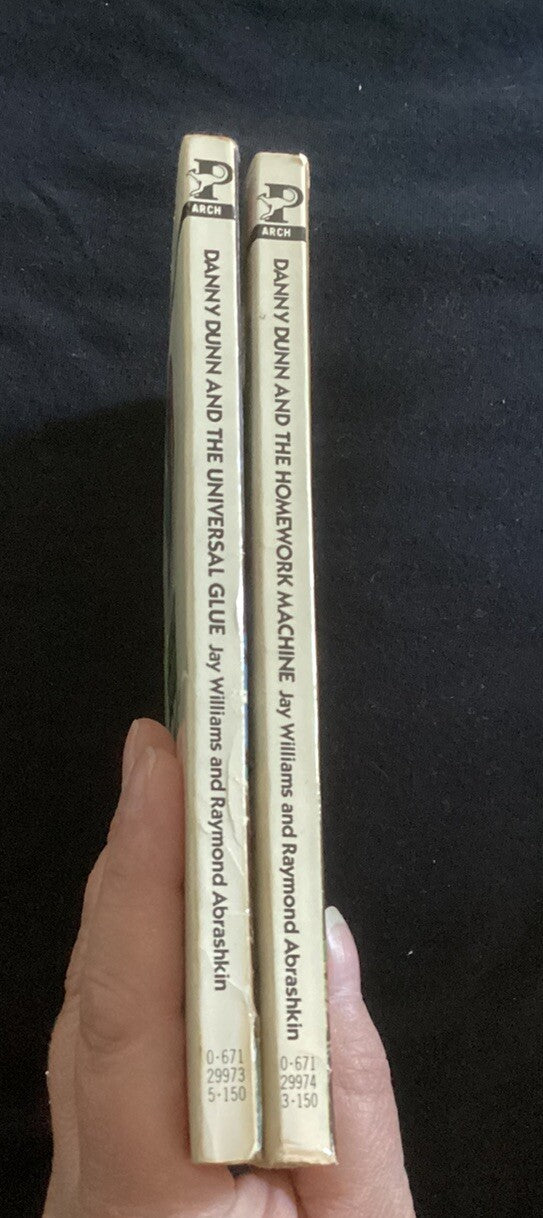 ARCH
DANNY DUNN AND THE UNIVERSAL GLUE Jay Williams and Raymond Abrashkin
0-671
29973
5·150
ARCH
DANNY DUNN AND THE HOMEWORK MACHINE Jay Williams and Raymond Abrashkin
0-671
29974
3·150